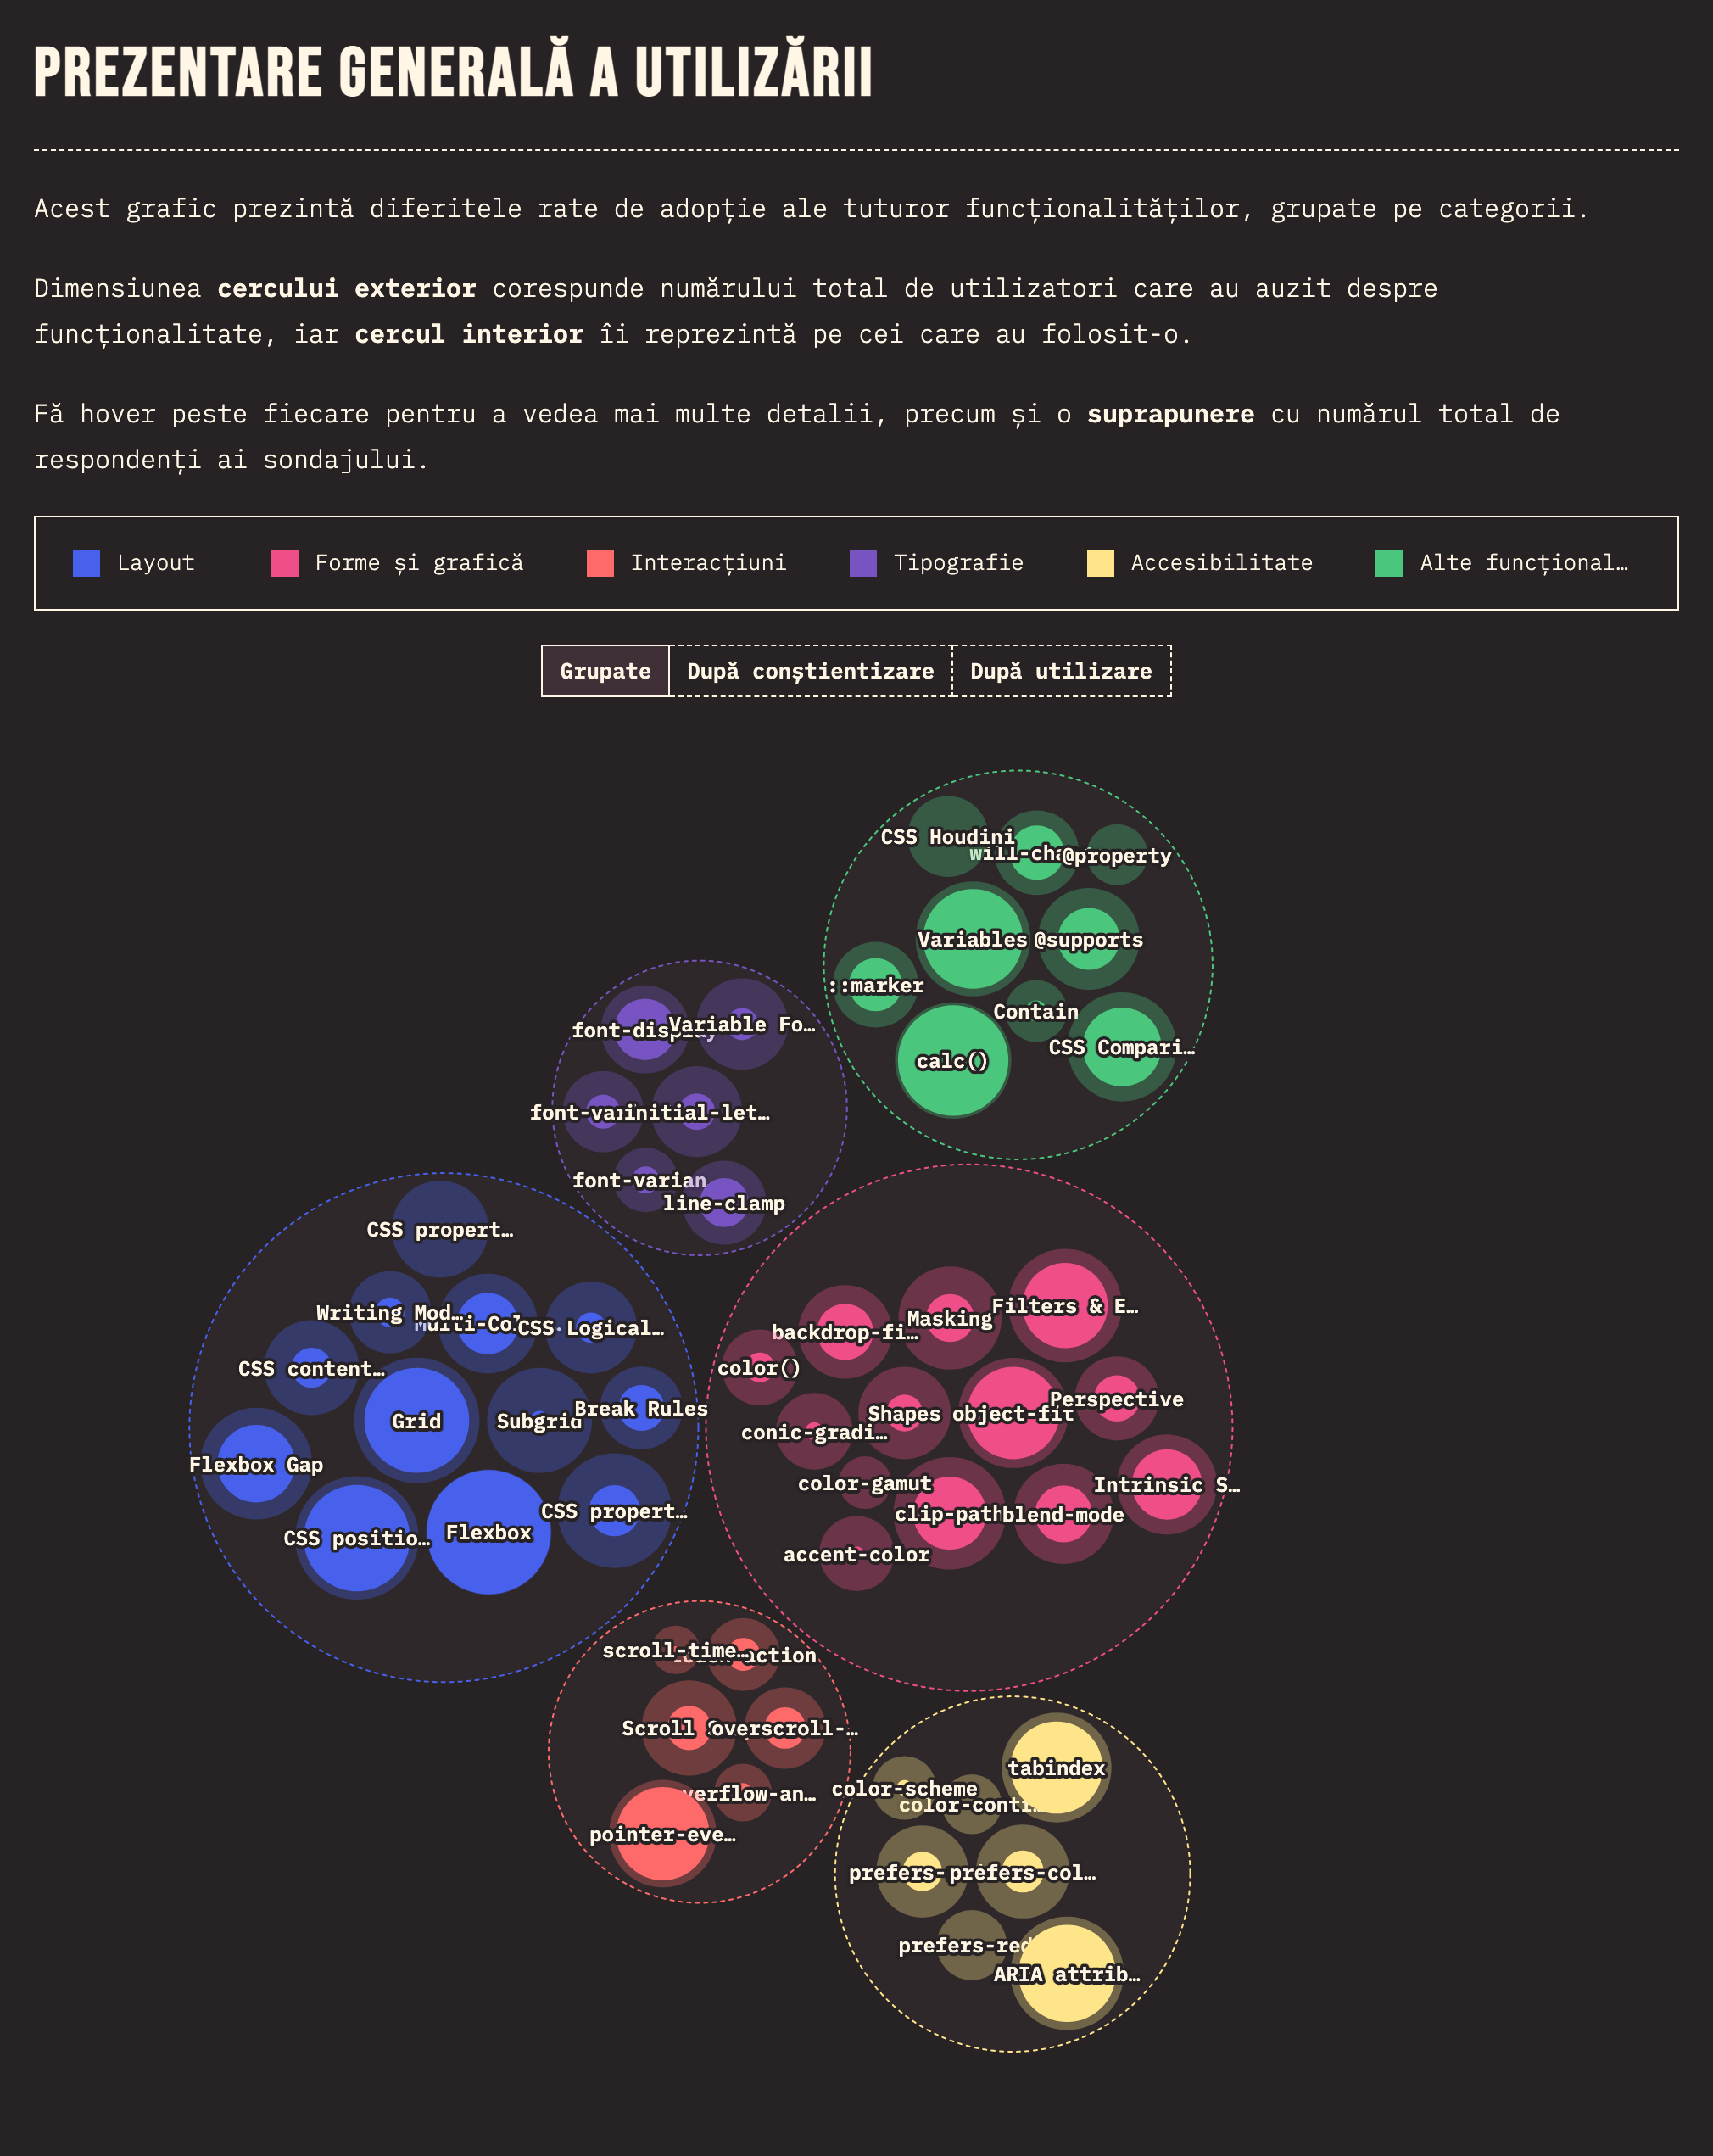 PREZENTARE GENERALĂ A UTILIZĂRII
Acest grafic prezintă diferitele rate de adopție ale tuturor funcționalităților, grupate pe categorii.
Dimensiunea cercului exterior corespunde numărului total de utilizatori care au auzit despre
funcționalitate, iar cercul interior îi reprezintă pe cei care au folosit-o.
Fă hover peste fiecare pentru a vedea mai multe detalii, precum și o suprapunere cu numărul total de
respondenți ai sondajului.
Layout
Forme și grafică
Interacțiuni
Tipografie
Accesibilitate
Alte funcțional…
Grupate
După conștientizare
După utilizare
CSS Houdini
will-cha
@property
Variables
@supports
::marker
Contain
CSS Compari…
calc()
font-display
Variable Fo…
font-var
initial-let…
font-varian
line-clamp
CSS propert…
Writing Mod…
Multi-Co
CSS Logical…
CSS content…
Grid
Subgrid
Break Rules
Flexbox Gap
CSS positio…
Flexbox
CSS propert…
Filters & E…
Masking
backdrop-fi…
color()
Perspective
Shapes
object-fit
conic-gradi…
color-gamut
Intrinsic S…
clip-path
blend-mode
accent-color
scroll-time…
action
Scroll
overscroll-…
verflow-an…
pointer-eve…
tabindex
color-scheme
color-cont
prefers-
prefers-col…
prefers-red
ARIA attrib…